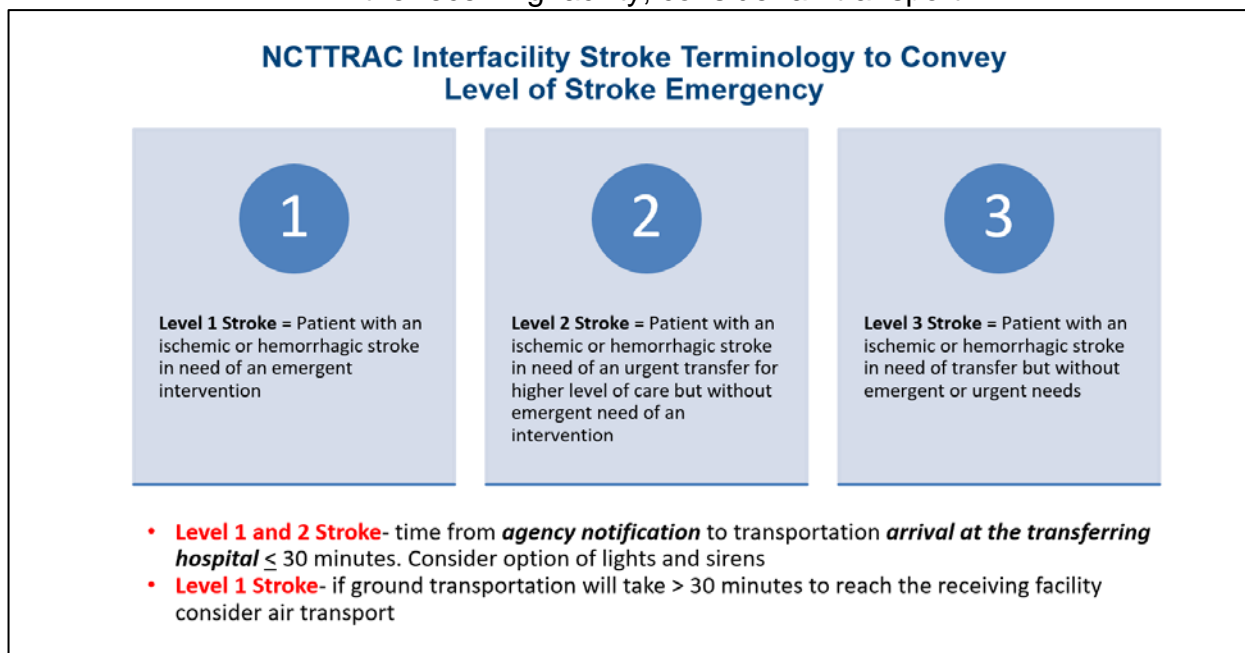 NCTTRAC Interfacility Stroke Terminology to Convey
Level of Stroke Emergency
1
Level 1 Stroke = Patient with an
ischemic or hemorrhagic stroke
in need of an emergent
intervention
2
Level 2 Stroke = Patient with an
ischemic or hemorrhagic stroke
in need of an urgent transfer for
higher level of care but without
emergent need of an
intervention
3
Level 3 Stroke = Patient with an
ischemic or hemorrhagic stroke
in need of transfer but without
emergent or urgent needs
• Level 1 and 2 Stroke- time from agency notification to transportation arrival at the transferring
hospital ≤ 30 minutes. Consider option of lights and sirens
• Level 1 Stroke- if ground transportation will take > 30 minutes to reach the receiving facility
consider air transport